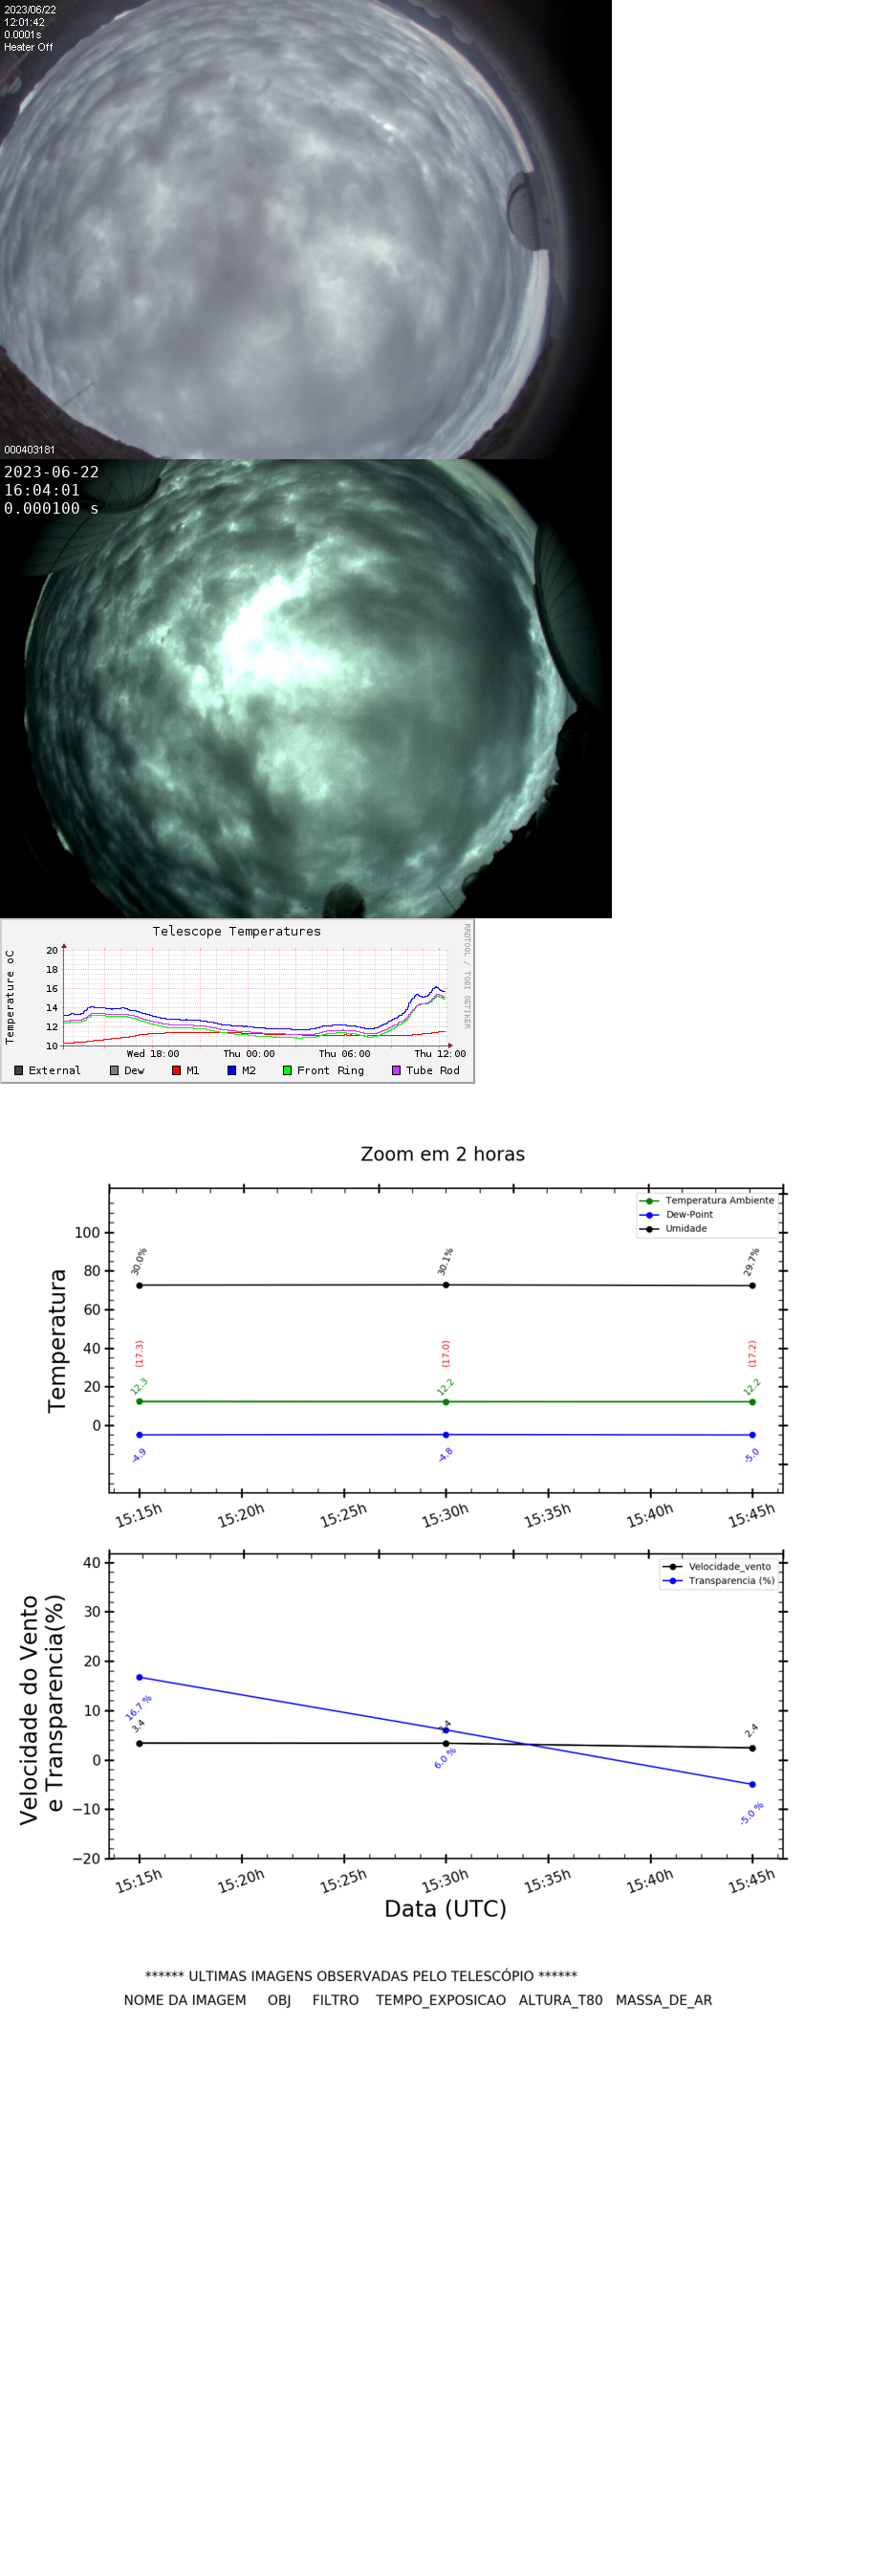 2023/06/22
12:01:42
0.0001s
Heater Off
000403181
2023-06-22
16:04:01
0.000100 s
Telescope Temperatures
RRDTOOL / TOBI OETIKER
Temperature oC
20
18
16
14
12
10
Wed 18:00 Thu 00:00 Thu 06:00 Thu 12:00
External Dew M1 M2 Front Ring Tube Rod
Zoom em 2 horas
Temperatura
100
80
60
40
20
0
Temperatura Ambiente
Dew-Point
Umidade
30.0% 30.1% 29.7%
(17.3) (17.0) (17.2)
12.3 12.2 12.2
-4.9 -4.8 -5.0
15:15h 15:20h 15:25h 15:30h 15:35h 15:40h 15:45h
Velocidade do Vento
e Transparencia(%)
40
30
20
10
0
−10
−20
Velocidade_vento
Transparencia (%)
16.7 %
3.4
6.0 %
2.4
-5.0 %
15:15h 15:20h 15:25h 15:30h 15:35h 15:40h 15:45h
Data (UTC)
****** ULTIMAS IMAGENS OBSERVADAS PELO TELESCÓPIO ******
NOME DA IMAGEM OBJ FILTRO TEMPO_EXPOSICAO ALTURA_T80 MASSA_DE_AR